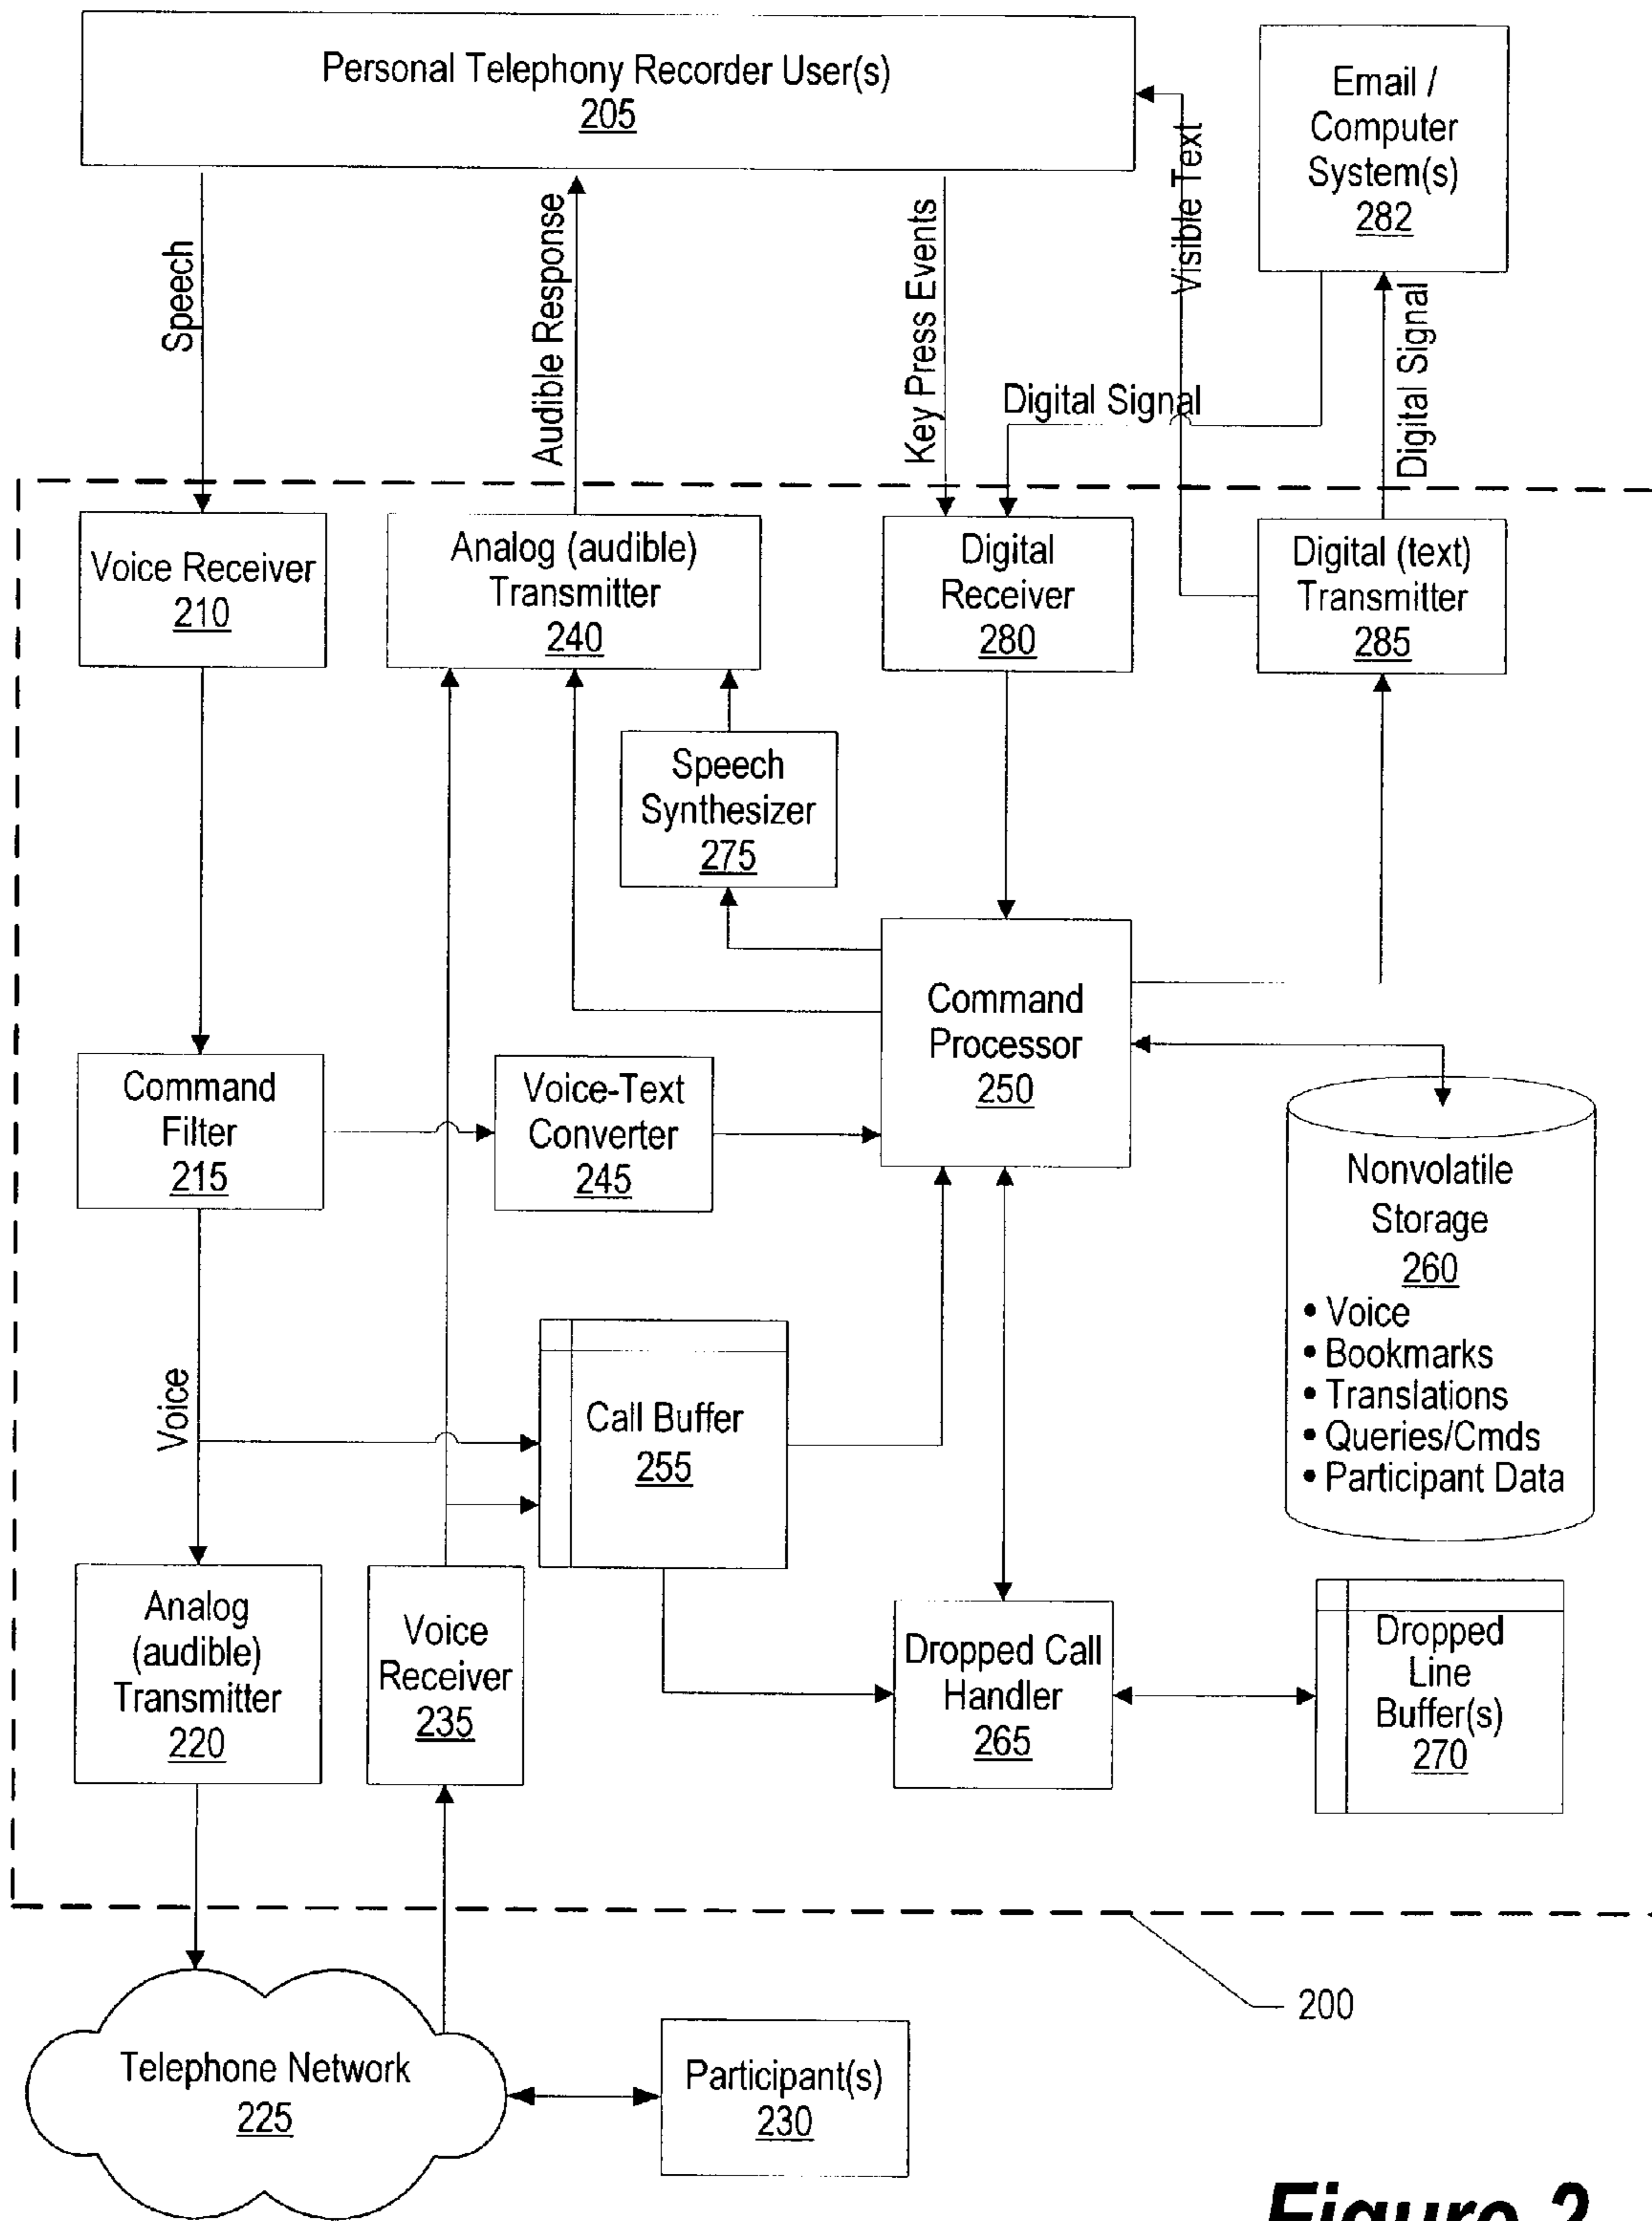 Personal Telephony Recorder User(s)
205
Email /
Computer
System(s)
282
Speech
Audible Response
Key Press Events
Visible Text
Digital Signal
Digital Signal
Voice Receiver
210
Analog (audible)
Transmitter
240
Digital
Receiver
280
Digital (text)
Transmitter
285
Speech
Synthesizer
275
Command
Processor
250
Command
Filter
215
Voice-Text
Converter
245
Nonvolatile
Storage
260
• Voice
• Bookmarks
• Translations
• Queries/Cmds
• Participant Data
Voice
Call Buffer
255
Analog
(audible)
Transmitter
220
Voice
Receiver
235
Dropped Call
Handler
265
Dropped
Line
Buffer(s)
270
200
Telephone Network
225
Participant(s)
230
Figure 2